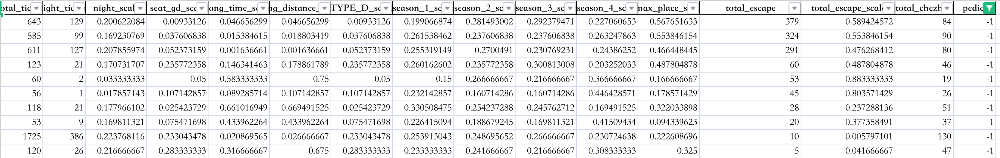 otal_tic ight_tic night_scal seat_gd_sca ong_time_s g_distance_ TYPE_D_sc season_1_sc season_2_sc season_3_sc season_4_sc max_place_s total_escape total_escape_scal total_chezh pedic
643 129 0.200622084 0.00933126 0.046656299 0.046656299 0.00933126 0.199066874 0.281493002 0.292379471 0.227060653 0.567651633 379 0.589424572 84 -1
585 99 0.169230769 0.037606838 0.015384615 0.018803419 0.037606838 0.261538462 0.237606838 0.237606838 0.263247863 0.553846154 324 0.553846154 90 -1
611 127 0.207855974 0.052373159 0.001636661 0.001636661 0.052373159 0.255319149 0.2700491 0.230769231 0.24386252 0.466448445 291 0.476268412 80 -1
123 21 0.170731707 0.235772358 0.146341463 0.178861789 0.235772358 0.260162602 0.235772358 0.300813008 0.203252033 0.487804878 60 0.487804878 46 -1
60 2 0.033333333 0.05 0.583333333 0.75 0.05 0.15 0.266666667 0.216666667 0.366666667 0.166666667 53 0.883333333 19 -1
56 1 0.017857143 0.107142857 0.089285714 0.107142857 0.107142857 0.232142857 0.160714286 0.160714286 0.446428571 0.178571429 45 0.803571429 26 -1
118 21 0.177966102 0.025423729 0.661016949 0.669491525 0.025423729 0.330508475 0.254237288 0.245762712 0.169491525 0.322033898 28 0.237288136 51 -1
53 9 0.169811321 0.075471698 0.433962264 0.433962264 0.075471698 0.226415094 0.188679245 0.169811321 0.41509434 0.094339623 20 0.377358491 37 -1
1725 386 0.223768116 0.233043478 0.020869565 0.026666667 0.233043478 0.253913043 0.248695652 0.266666667 0.230724638 0.222608696 10 0.005797101 130 -1
120 26 0.216666667 0.283333333 0.316666667 0.675 0.283333333 0.233333333 0.241666667 0.216666667 0.308333333 0.325 5 0.041666667 47 -1